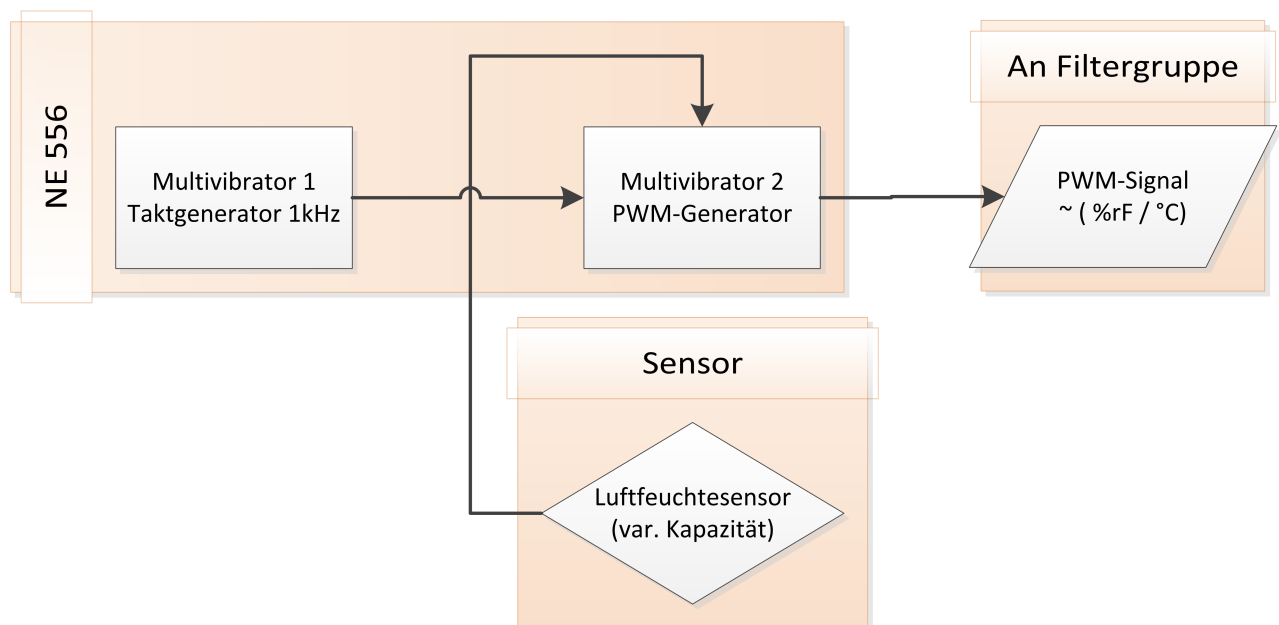 NE 556
Multivibrator 1
Taktgenerator 1kHz
Multivibrator 2
PWM-Generator
An Filtergruppe
PWM-Signal
~ ( %rF / °C)
Sensor
Luftfeuchtesensor
(var. Kapazität)